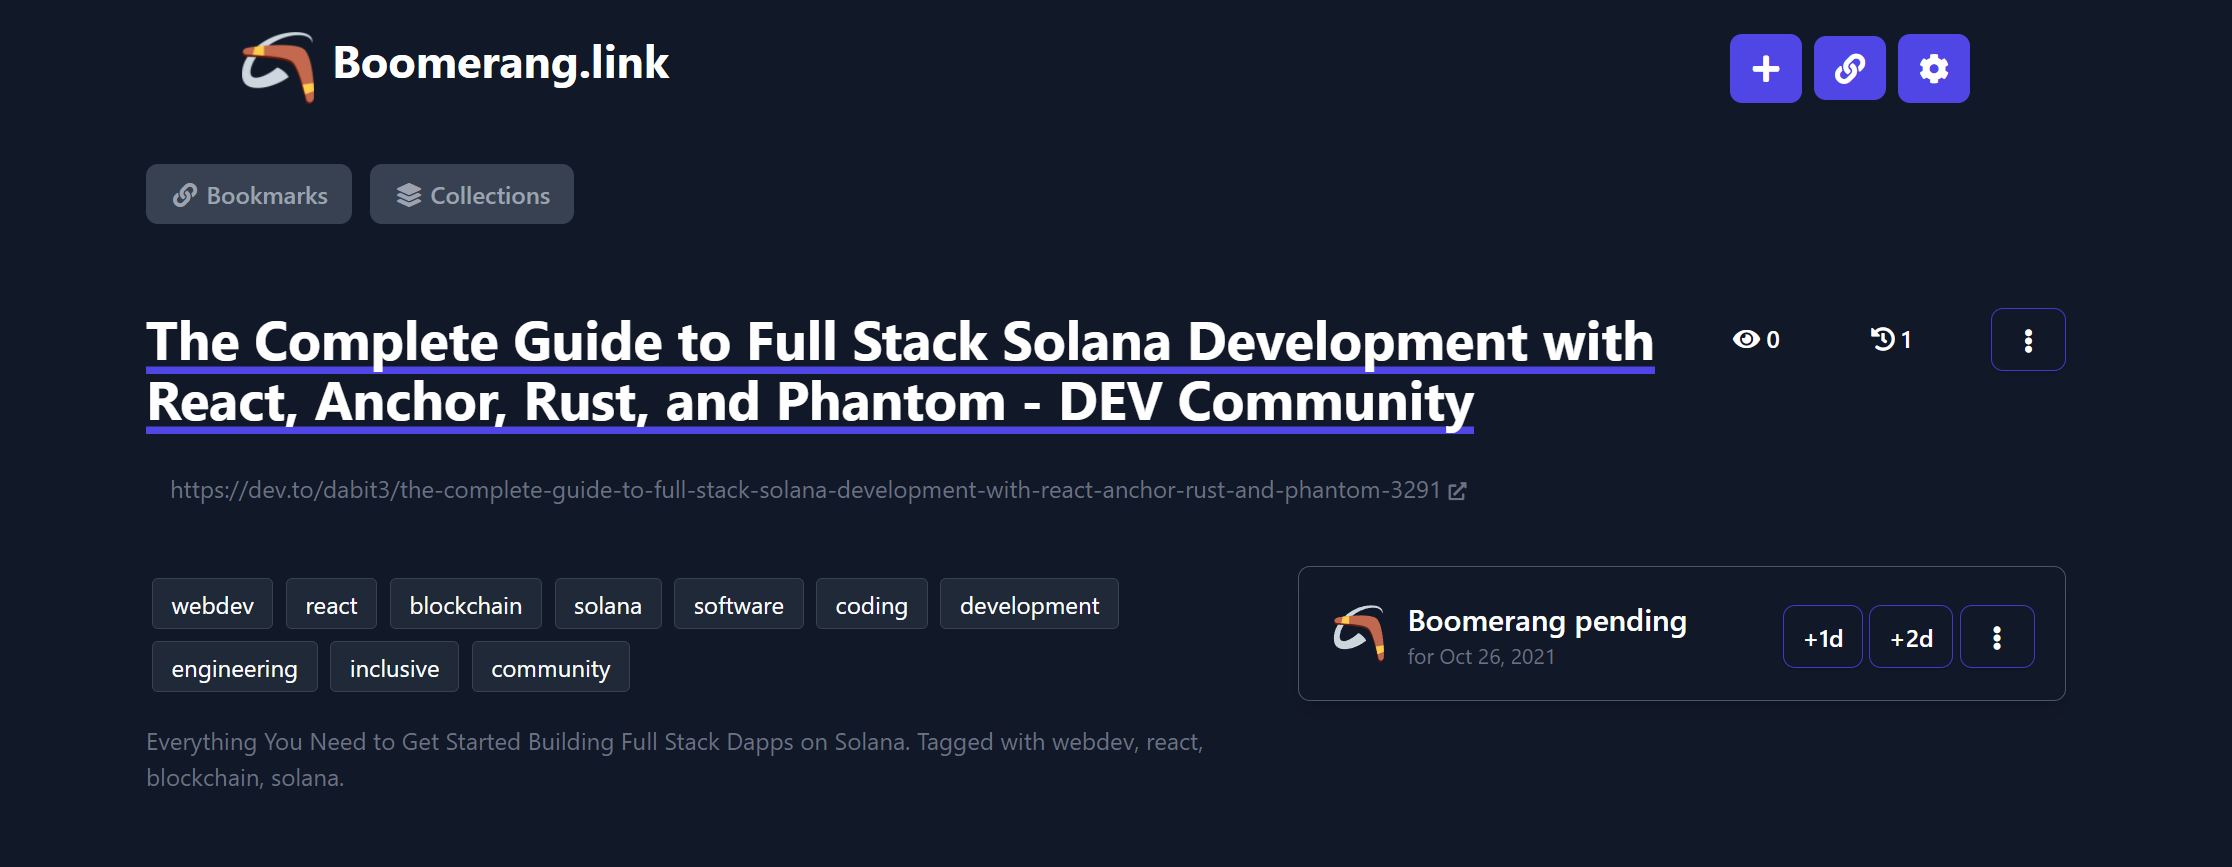 Boomerang.link
Bookmarks
Collections
The Complete Guide to Full Stack Solana Development with
React, Anchor, Rust, and Phantom - DEV Community
0
1
https://dev.to/dabit3/the-complete-guide-to-full-stack-solana-development-with-react-anchor-rust-and-phantom-3291
webdev react blockchain solana software coding development
engineering inclusive community
Everything You Need to Get Started Building Full Stack Dapps on Solana. Tagged with webdev, react,
blockchain, solana.
Boomerang pending
for Oct 26, 2021
+1d
+2d